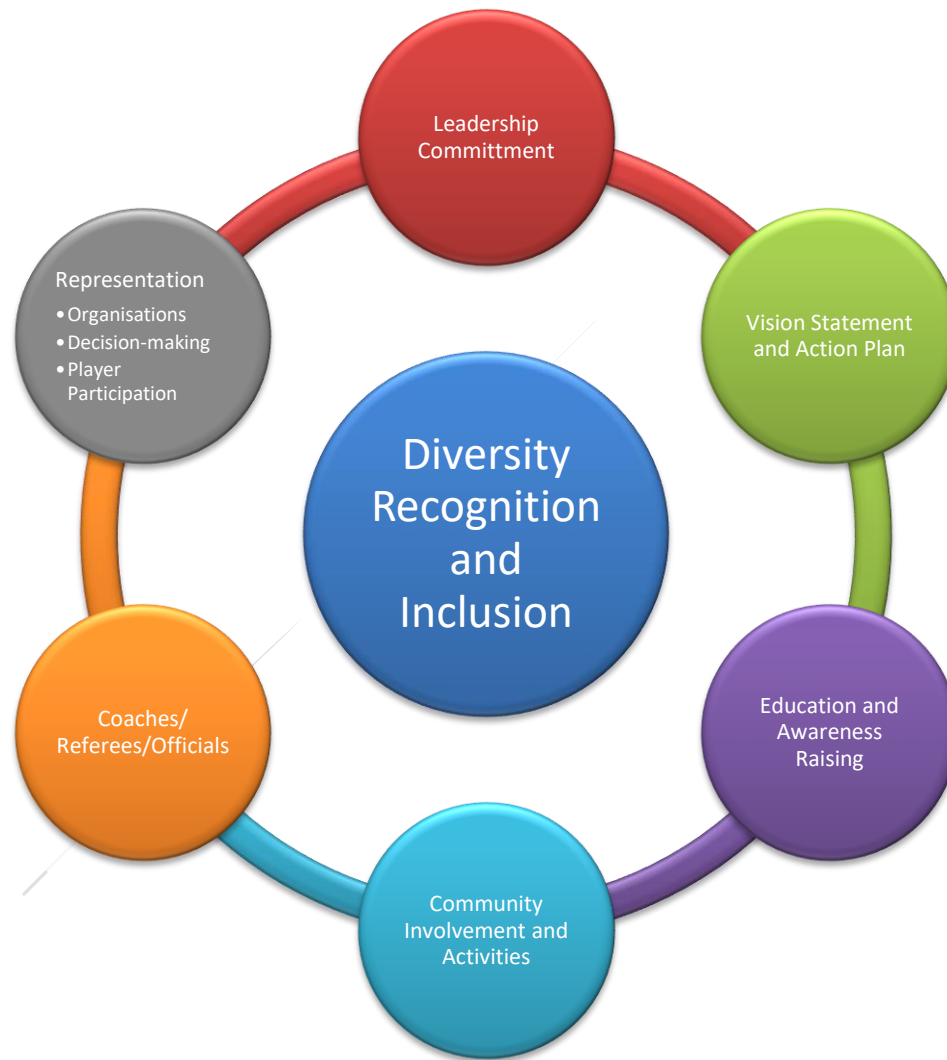 Leadership
Committment
Representation
•Organisations
•Decision-making
•Player
Participation
Vision Statement
and Action Plan
Diversity
Recognition
and
Inclusion
Coaches/
Referees/Officials
Education and
Awareness
Raising
Community
Involvement and
Activities